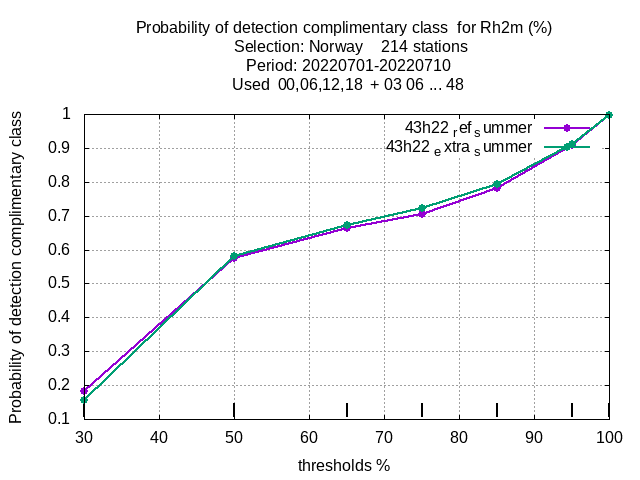 Probability of detection complimentary class  for Rh2m (%)
Selection: Norway    214 stations
Period: 20220701-20220710
Used  00,06,12,18  + 03 06 ... 48
Probability of detection complimentary class
43h22 ref summer
43h22 extra summer
1
0.9
0.8
0.7
0.6
0.5
0.4
0.3
0.2
0.1
30 40 50 60 70 80 90 100
thresholds %